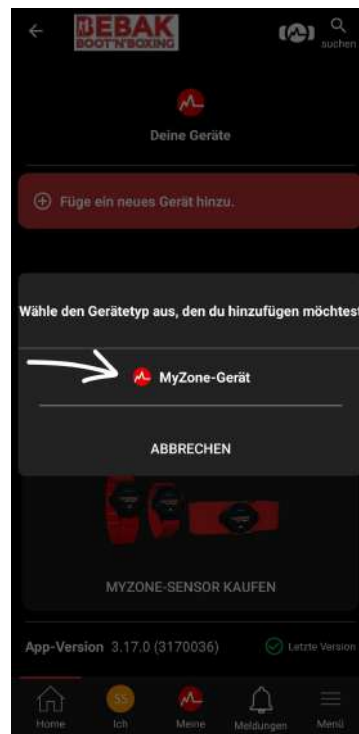 BEBAK
BOOT'N'BOXING
suchen
Deine Geräte
Füge ein neues Gerät hinzu.
Wähle den Gerätetyp aus, den du hinzufügen möchtest
MyZone-Gerät
ABBRECHEN
MYZONE-SENSOR KAUFEN
App-Version 3.17.0 (3170036)
Letzte Version
SS
Home
Ich
Meine
Meldungen
Menü